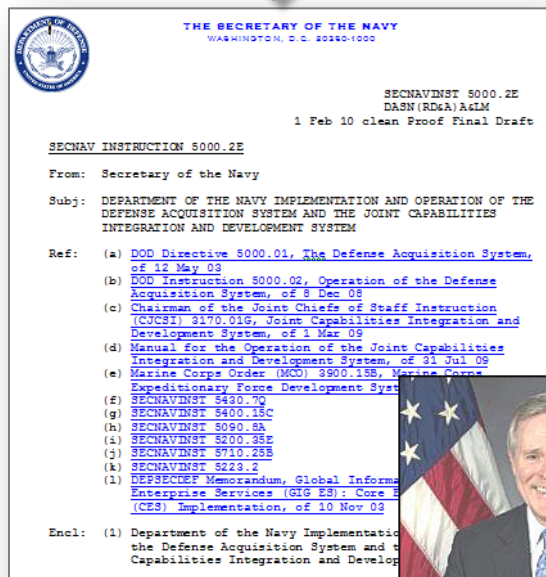 THE SECRETARY OF THE NAVY
WASHINGTON, D.C. 20350-1000
DEPARTMENT OF DEFENSE
UNITED STATES OF AMERICA
SECNAVINST 5000.2E
DASN(RD&A)A&LM
1 Feb 10 clean Proof Final Draft
SECNAV INSTRUCTION 5000.2E
From: Secretary of the Navy
Subj: DEPARTMENT OF THE NAVY IMPLEMENTATION AND OPERATION OF THE
DEFENSE ACQUISITION SYSTEM AND THE JOINT CAPABILITIES
INTEGRATION AND DEVELOPMENT SYSTEM
Ref: (a) DOD Directive 5000.01, The Defense Acquisition System,
of 12 May 03
(b) DOD Instruction 5000.02, Operation of the Defense
Acquisition System, of 8 Dec 08
(c) Chairman of the Joint Chiefs of Staff Instruction
(CJCSI) 3170.01G, Joint Capabilities Integration and
Development System, of 1 Mar 09
(d) Manual for the Operation of the Joint Capabilities
Integration and Development System, of 31 Jul 09
(e) Marine Corps Order (MCO) 3900.15B, Marine Corps
Expeditionary Force Development Syst
(f) SECNAVINST 5430.7Q
(g) SECNAVINST 5400.15C
(h) SECNAVINST 5090.8A
(i) SECNAVINST 5200.35E
(j) SECNAVINST 5710.25B
(k) SECNAVINST 5223.2
(l) DEPSECDEF Memorandum, Global Informa
Enterprise Services (GIG ES): Core E
(CES) Implementation, of 10 Nov 03
Encl: (1) Department of the Navy Implementatio
the Defense Acquisition System and t
Capabilities Integration and Develop